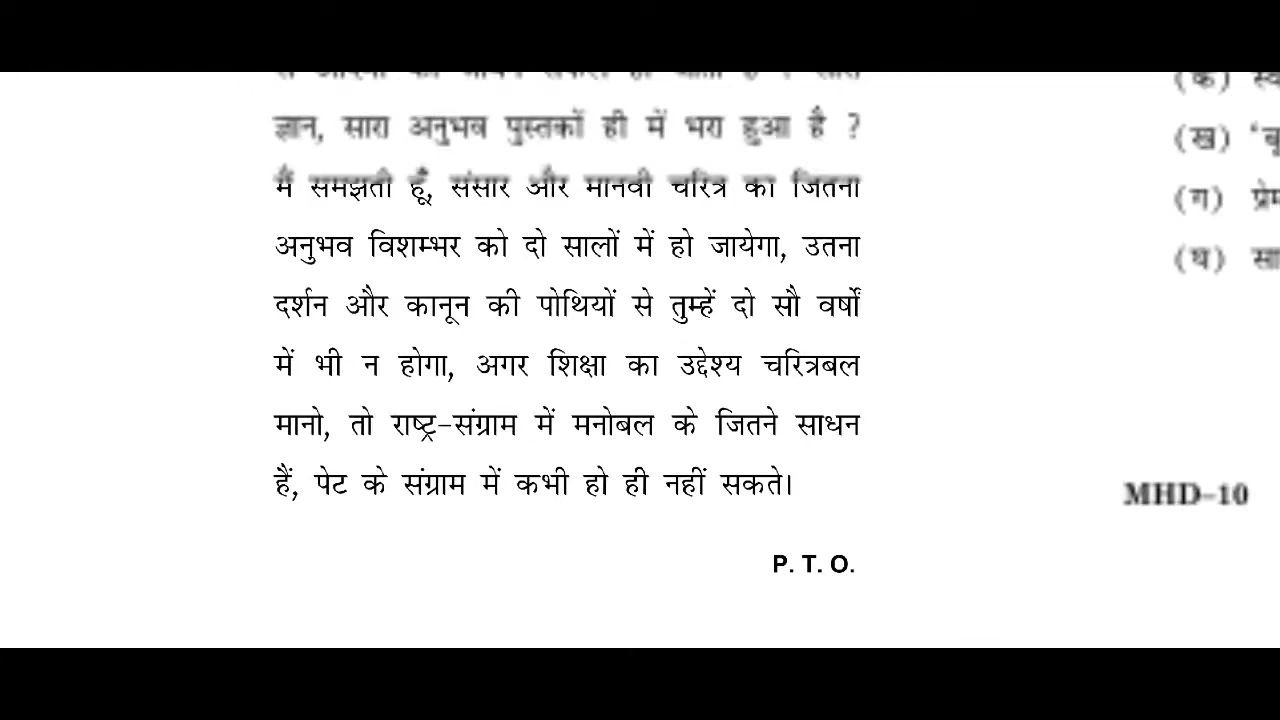 ज्ञान, सारा अनुभव पुस्तकों ही में भरा हुआ है ?
मैं समझती हूँ, संसार और मानवी चरित्र का जितना
अनुभव विशम्भर को दो सालों में हो जायेगा, उतना
दर्शन और कानून की पोथियों से तुम्हें दो सौ वर्षों
में भी न होगा, अगर शिक्षा का उद्देश्य चरित्रबल
मानो, तो राष्ट्र-संग्राम में मनोबल के जितने साधन
हैं, पेट के संग्राम में कभी हो ही नहीं सकते।
P. T. O.
(क)
(ख)
(ग)
(घ)
MHD-10